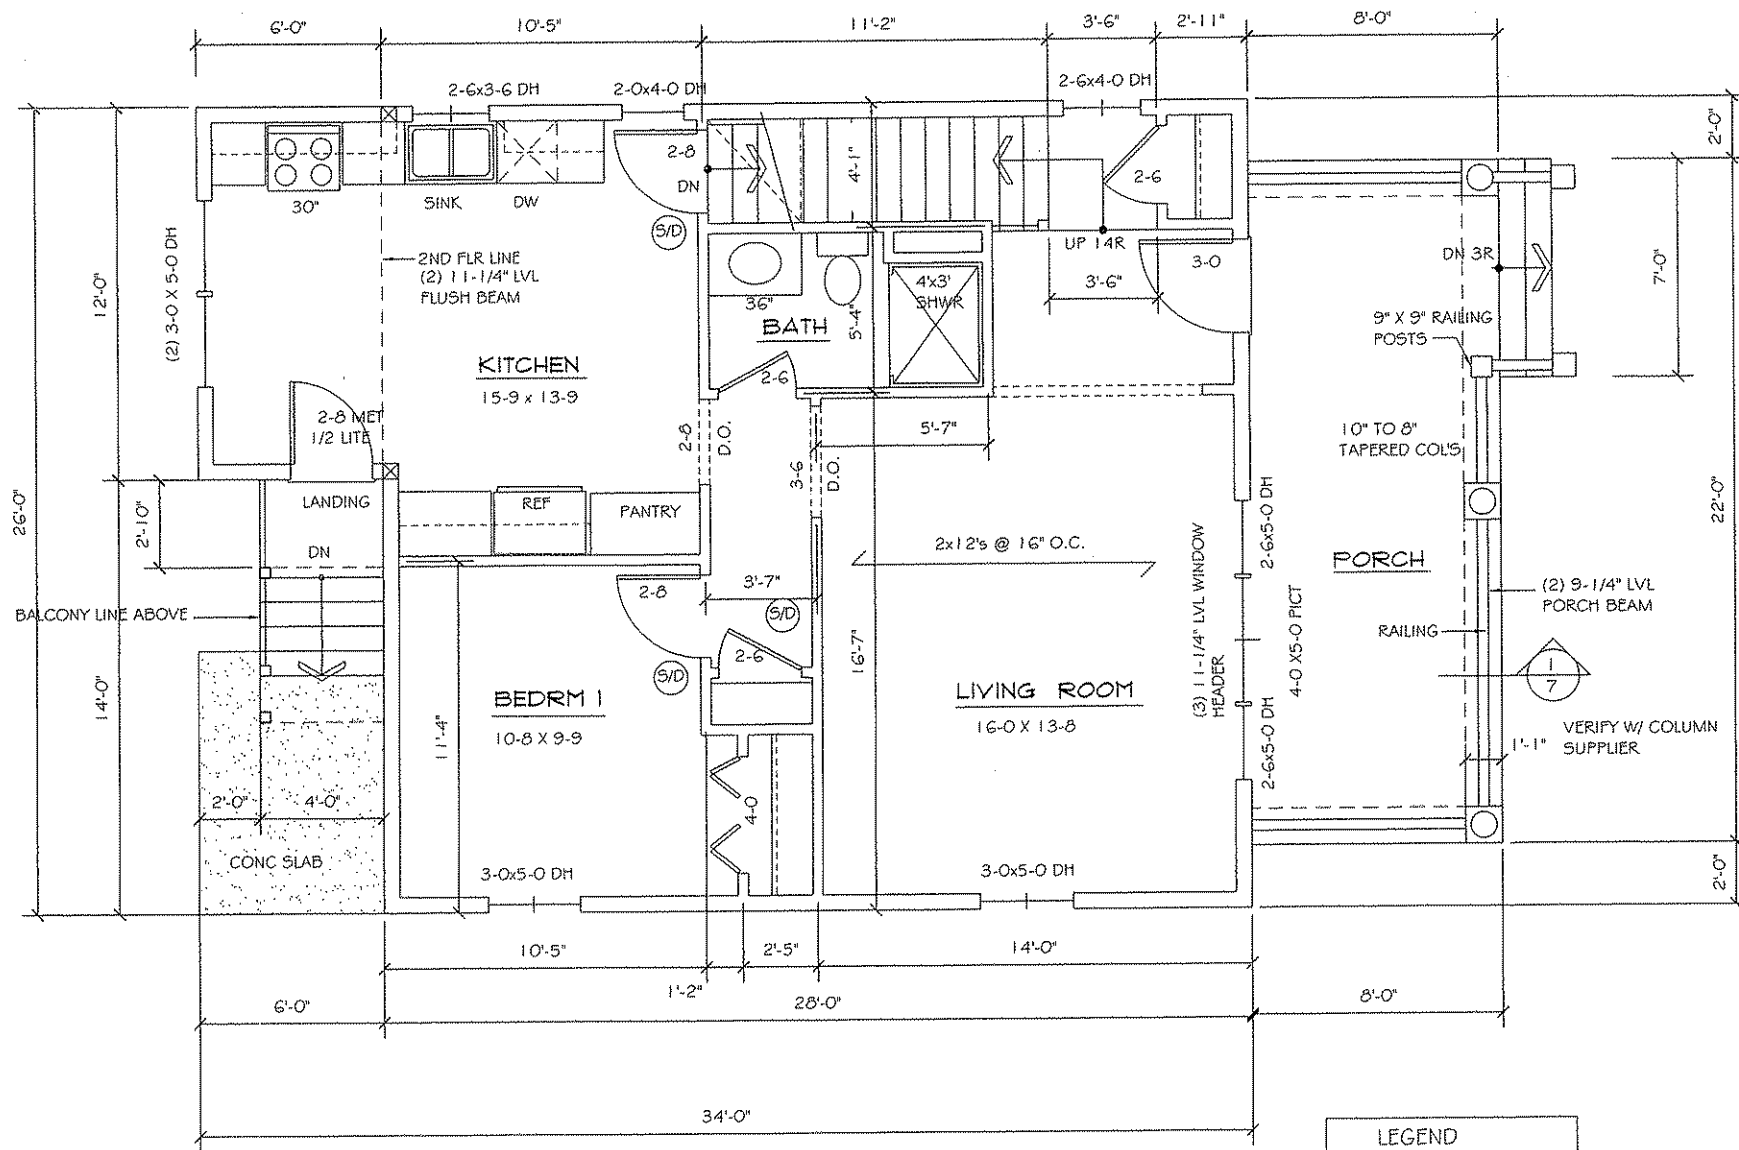 6'-0"
10'-5"
11'-2"
3'-6"
2'-11"
8'-0"
2-6x3-6 DH
2-0x4-0 DH
2-6x4-0 DH
2'-0"
2-8
DN
4'-1"
2-6
30"
SINK
DW
S/D
UP 14R
3-0
DN 3R
7'-0"
12'-0"
(2) 3-0 X 5-0 DH
2ND FLR LINE
(2) 11-1/4" LVL
FLUSH BEAM
36"
4'x3'
SHWR
3'-6"
BATH
5'-4"
9" X 9" RAILING
POSTS
KITCHEN
15-9 x 13-9
2-6
2-8 MET
1/2 LITE
2-8
D.O.
5'-7"
10" TO 8"
TAPERED COL'S
3-6
D.O.
26'-0"
2'-10"
LANDING
REF
PANTRY
2-6x5-0 DH
22'-0"
DN
2x12's @ 16" O.C.
PORCH
3'-7"
2-8
(2) 9-1/4" LVL
PORCH BEAM
BALCONY LINE ABOVE
S/D
RAILING
2-6
16'-7"
(3) 11-1/4" LVL WINDOW
HEADER
4-0 X5-0 PICT
S/D
1
7
14'-0"
BEDRM 1
10-8 X 9-9
LIVING ROOM
16-0 X 13-8
11'-4"
2-6x5-0 DH
1'-1"
VERIFY W/ COLUMN
SUPPLIER
2'-0"
4'-0"
4-0
CONC SLAB
3-0x5-0 DH
3-0x5-0 DH
2'-0"
10'-5"
2'-5"
14'-0"
1'-2"
6'-0"
28'-0"
8'-0"
34'-0"
LEGEND